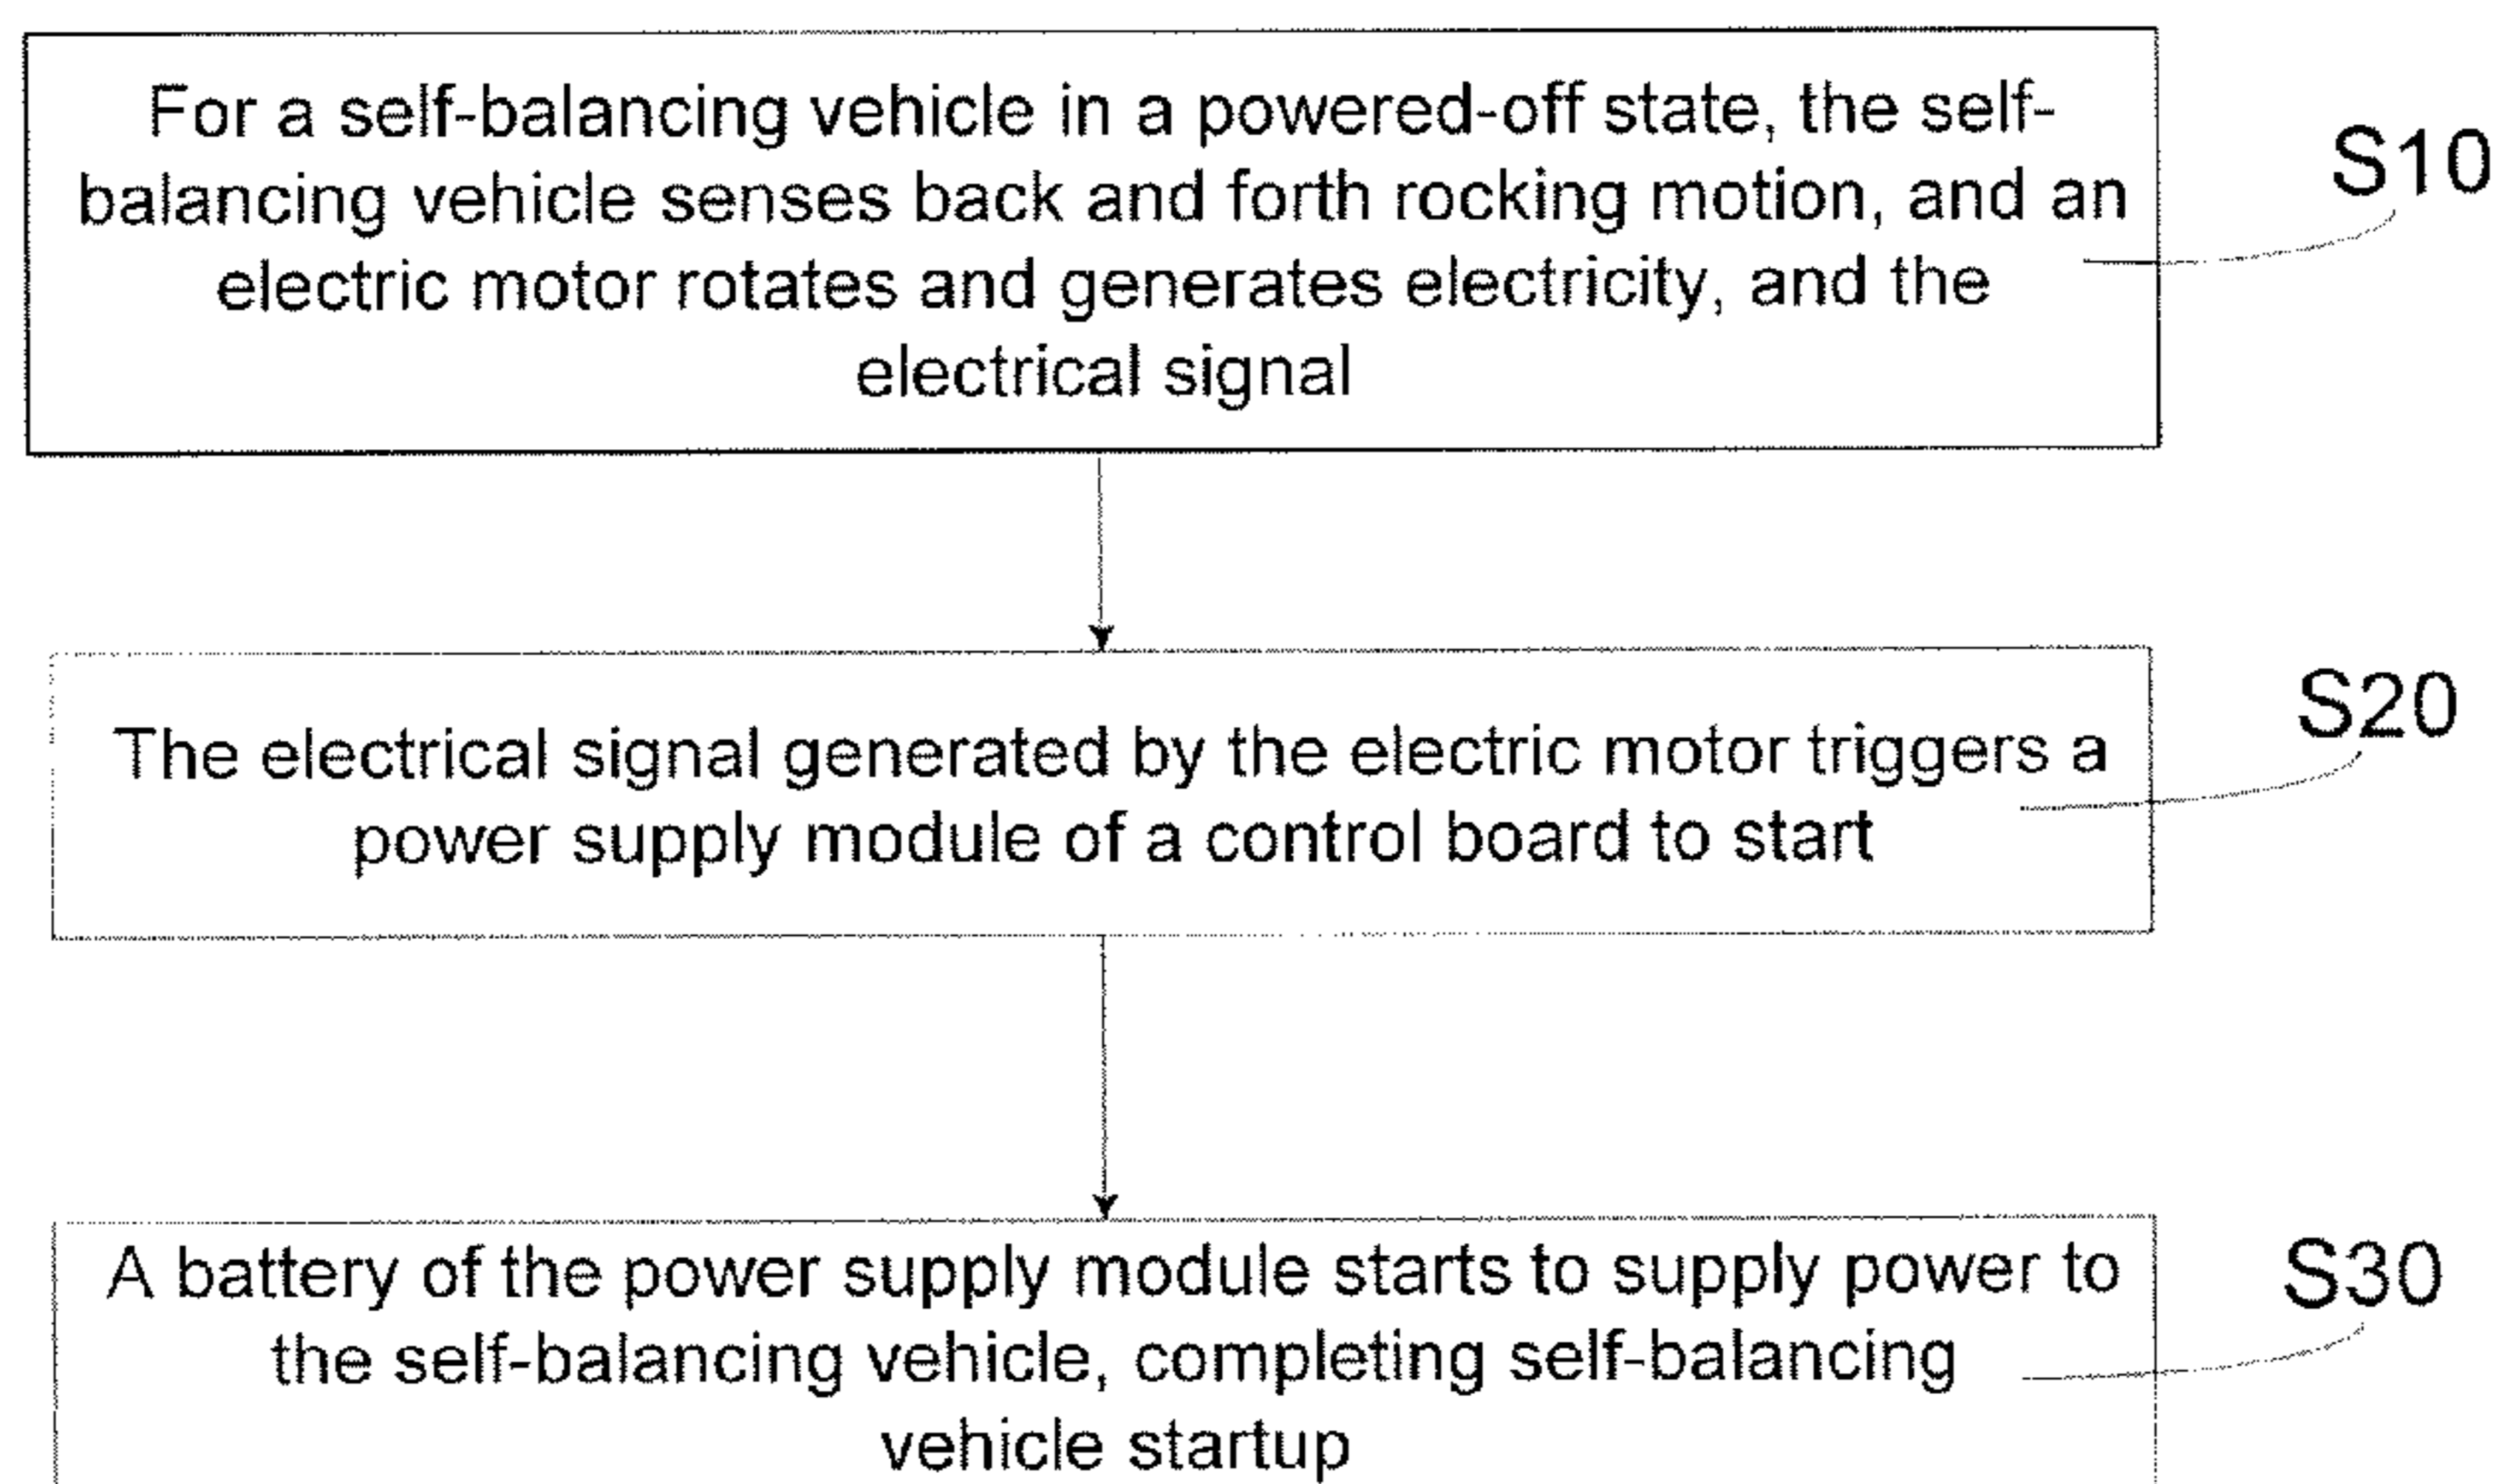 For a self-balancing vehicle in a powered-off state, the self-
balancing vehicle senses back and forth rocking motion, and an
electric motor rotates and generates electricity, and the
electrical signal
S10
The electrical signal generated by the electric motor triggers a
power supply module of a control board to start
S20
A battery of the power supply module starts to supply power to
the self-balancing vehicle, completing self-balancing
vehicle startup
S30